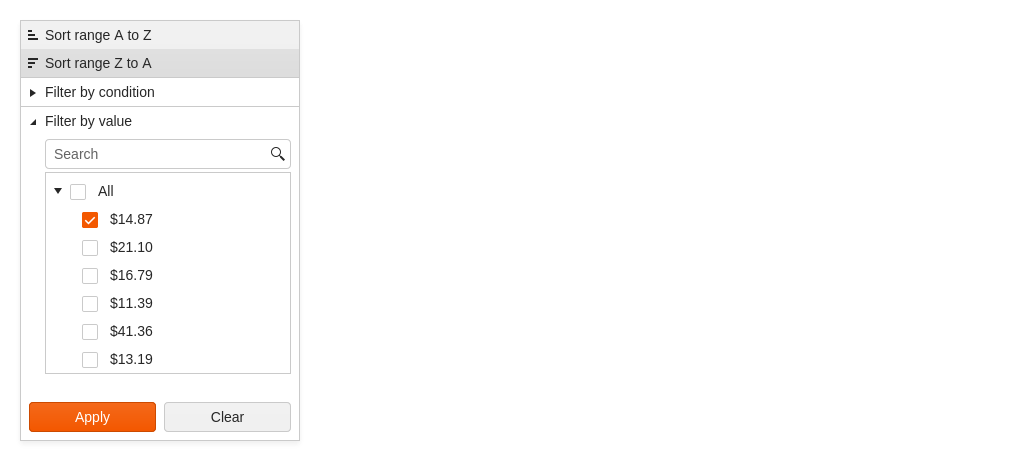 Sort range A to Z
Sort range Z to A
Filter by condition
Filter by value
Search
All
$14.87
$21.10
$16.79
$11.39
$41.36
$13.19
Apply Clear